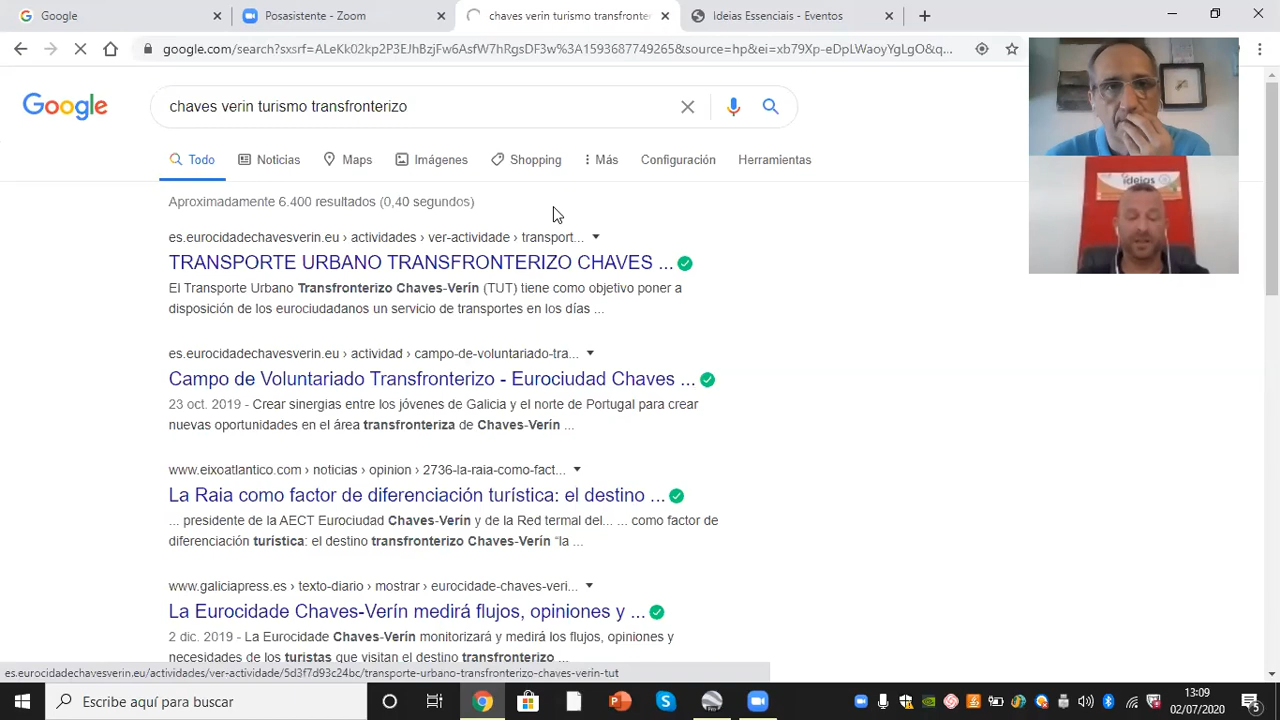 Google
Posasistente - Zoom
chaves verin turismo transfronter
Ideias Essenciais - Eventos
google.com/search?sxsrf=ALeKk02kp2P3EJhBzjFw6AsfW7hRgsDF3w%3A1593687749265&source=hp&ei=xb79Xp-eDpLWaoyYgLgO&q...
Google
chaves verin turismo transfronterizo
Todo
Noticias
Maps
Imágenes
Shopping
Más
Configuración
Herramientas
Aproximadamente 6.400 resultados (0,40 segundos)
es.eurocidadechavesverin.eu › actividades › ver-actividade › transport...
TRANSPORTE URBANO TRANSFRONTERIZO CHAVES ...
El Transporte Urbano Transfronterizo Chaves-Verín (TUT) tiene como objetivo poner a
disposición de los eurociudadanos un servicio de transportes en los días ...
es.eurocidadechavesverin.eu › actividad › campo-de-voluntariado-tra...
Campo de Voluntariado Transfronterizo - Eurociudad Chaves ...
23 oct. 2019 - Crear sinergias entre los jóvenes de Galicia y el norte de Portugal para crear
nuevas oportunidades en el área transfronteriza de Chaves-Verín ...
www.eixoatlantico.com › noticias › opinion › 2736-la-raia-como-fact...
La Raia como factor de diferenciación turística: el destino ...
... presidente de la AECT Eurociudad Chaves-Verín y de la Red termal del... ... como factor de
diferenciación turística: el destino transfronterizo Chaves-Verín “la ...
www.galiciapress.es › texto-diario › mostrar › eurocidade-chaves-veri...
La Eurocidade Chaves-Verín medirá flujos, opiniones y ...
2 dic. 2019 - La Eurocidade Chaves-Verín monitorizará y medirá los flujos, opiniones y
necesidades de los turistas que visitan el destino transfronterizo ...
es.eurocidadechavesverin.eu/actividades/ver-actividade/5d3f7d93c24bc/transporte-urbano-transfronterizo-chaves-verin-tut
ideias
Escribe aquí para buscar
13:09
02/07/2020
5